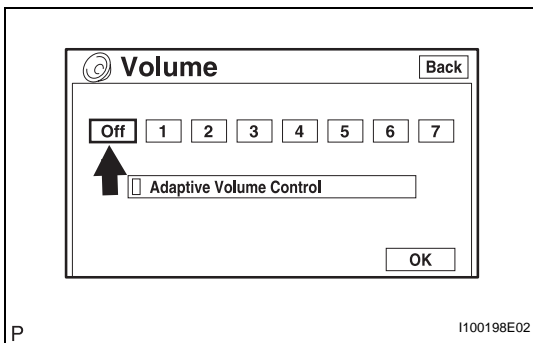 Volume Back
Off 1 2 3 4 5 6 7
Adaptive Volume Control
OK
P I100198E02